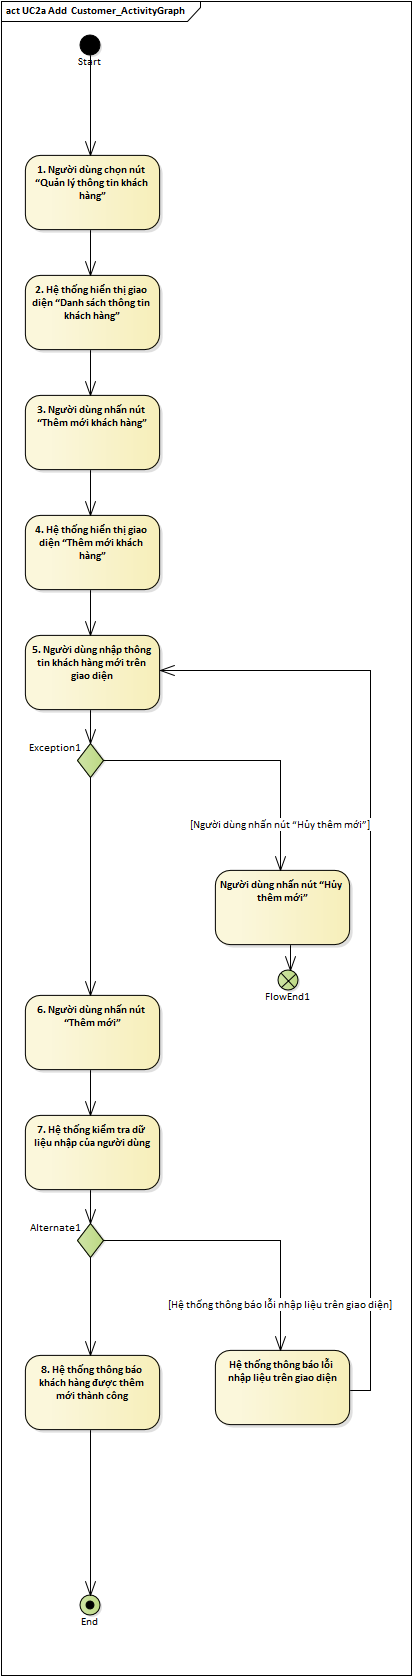 act UC2a Add Customer_ActivityGraph
Start
1. Người dùng chọn nút
“Quản lý thông tin khách
hàng”
2. Hệ thống hiển thị giao
diện “Danh sách thông tin
khách hàng”
3. Người dùng nhấn nút
“Thêm mới khách hàng”
4. Hệ thống hiển thị giao
diện “Thêm mới khách
hàng”
5. Người dùng nhập thông
tin khách hàng mới trên
giao diện
Exception1
[Người dùng nhấn nút “Hủy thêm mới”]
Người dùng nhấn nút “Hủy
thêm mới”
FlowEnd1
6. Người dùng nhấn nút
“Thêm mới”
7. Hệ thống kiểm tra dữ
liệu nhập của người dùng
Alternate1
[Hệ thống thông báo lỗi nhập liệu trên giao diện]
Hệ thống thông báo lỗi
nhập liệu trên giao diện
8. Hệ thống thông báo
khách hàng được thêm
mới thành công
End